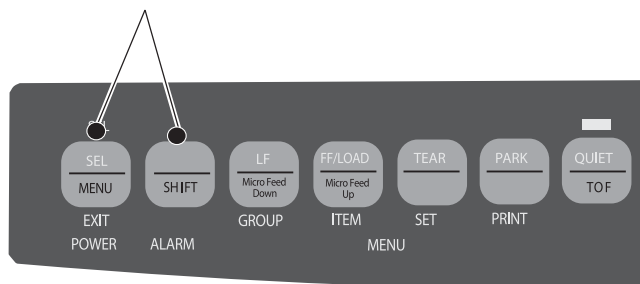 SEL
MENU
SHIFT
LF
Micro Feed
Down
FF/LOAD
Micro Feed
Up
TEAR
PARK
QUIET
TOF
EXIT
GROUP
ITEM
SET
PRINT
POWER
ALARM
MENU